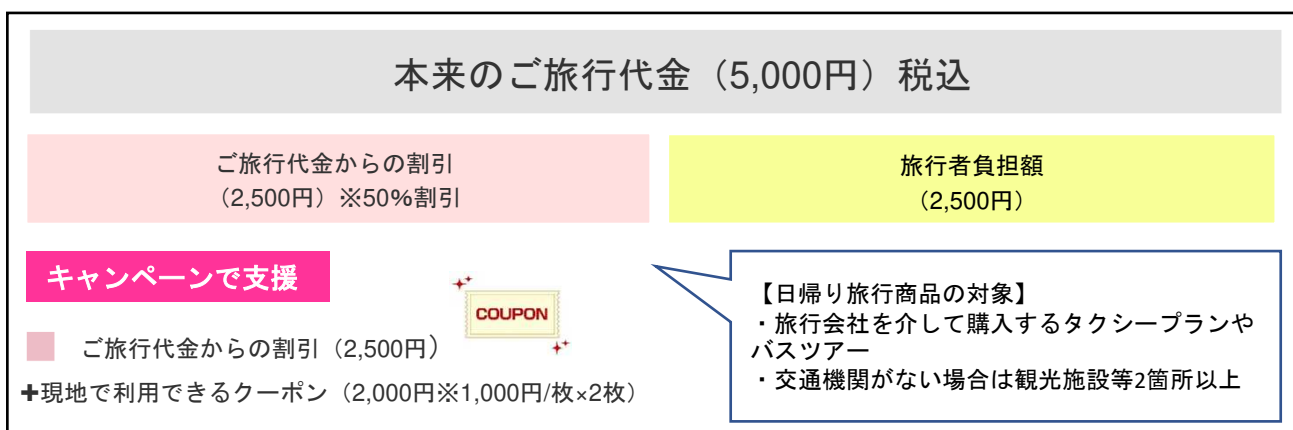 本来のご旅行代金（5,000円）税込
ご旅行代金からの割引
（2,500円）※50%割引
旅行者負担額
（2,500円）
キャンペーンで支援
COUPON
ご旅行代金からの割引（2,500円）
+現地で利用できるクーポン（2,000円※1,000円/枚×2枚）
【日帰り旅行商品の対象】
・旅行会社を介して購入するタクシープランや
バスツアー
・交通機関がない場合は観光施設等2箇所以上